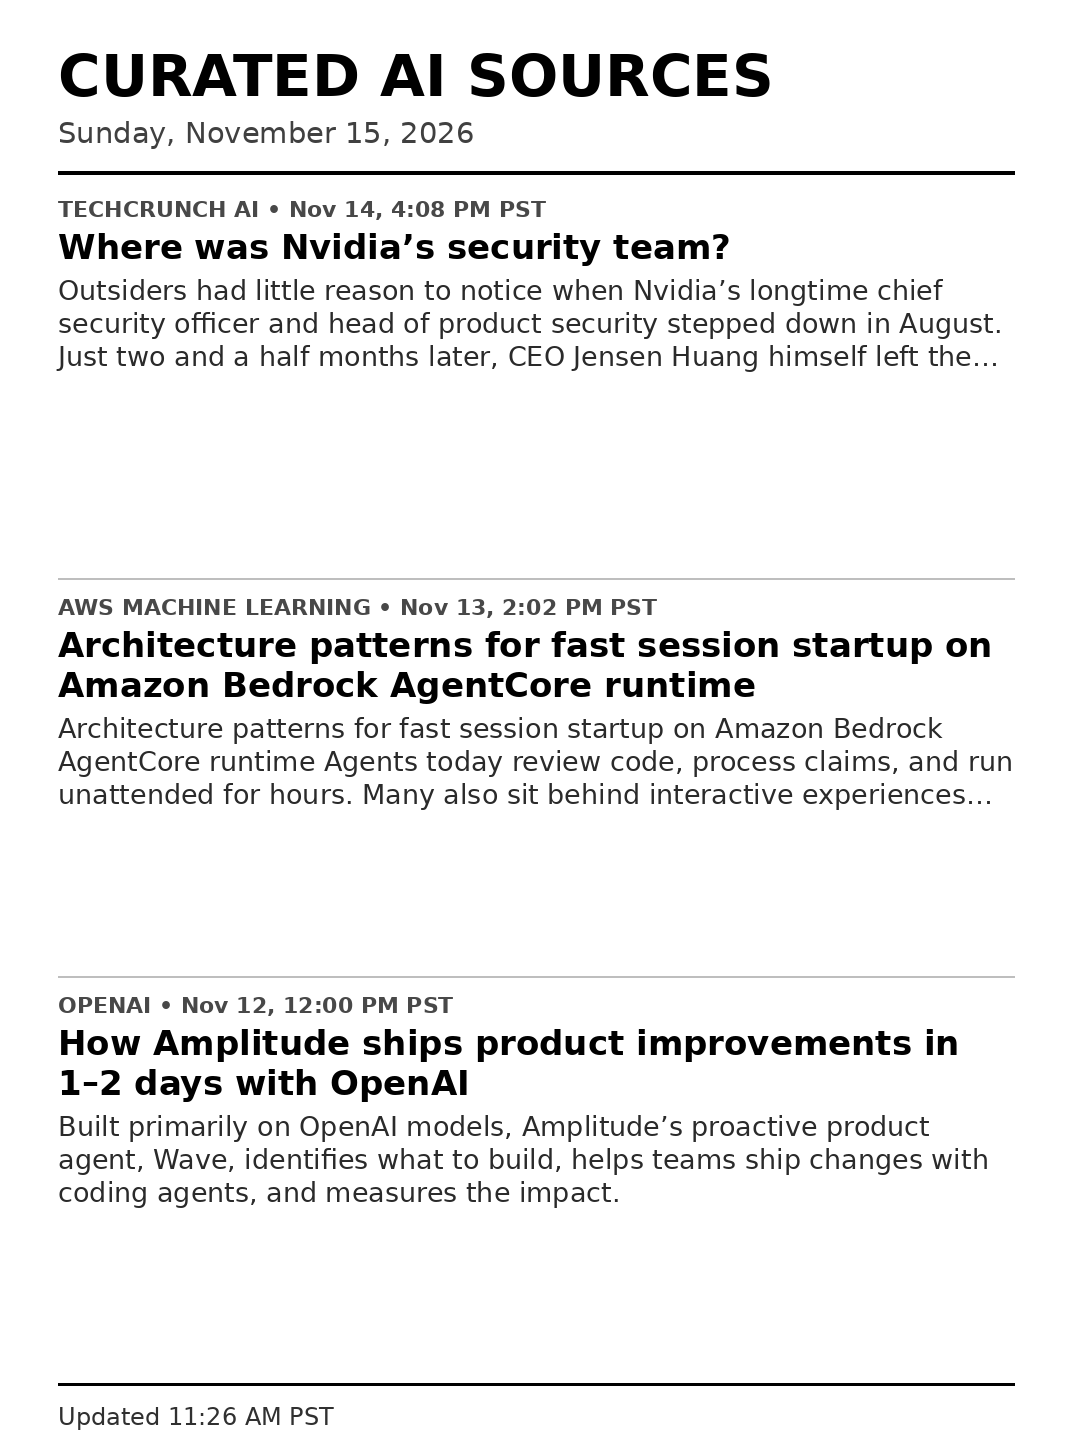 CURATED AI SOURCES
Sunday, November 15, 2026
TECHCRUNCH AI • Nov 14, 4:08 PM PST
Where was Nvidia’s security team?
Outsiders had little reason to notice when Nvidia’s longtime chief
security officer and head of product security stepped down in August.
Just two and a half months later, CEO Jensen Huang himself left the…
AWS MACHINE LEARNING • Nov 13, 2:02 PM PST
Architecture patterns for fast session startup on
Amazon Bedrock AgentCore runtime
Architecture patterns for fast session startup on Amazon Bedrock
AgentCore runtime Agents today review code, process claims, and run
unattended for hours. Many also sit behind interactive experiences…
OPENAI • Nov 12, 12:00 PM PST
How Amplitude ships product improvements in
1–2 days with OpenAI
Built primarily on OpenAI models, Amplitude’s proactive product
agent, Wave, identifies what to build, helps teams ship changes with
coding agents, and measures the impact.
Updated 11:26 AM PST